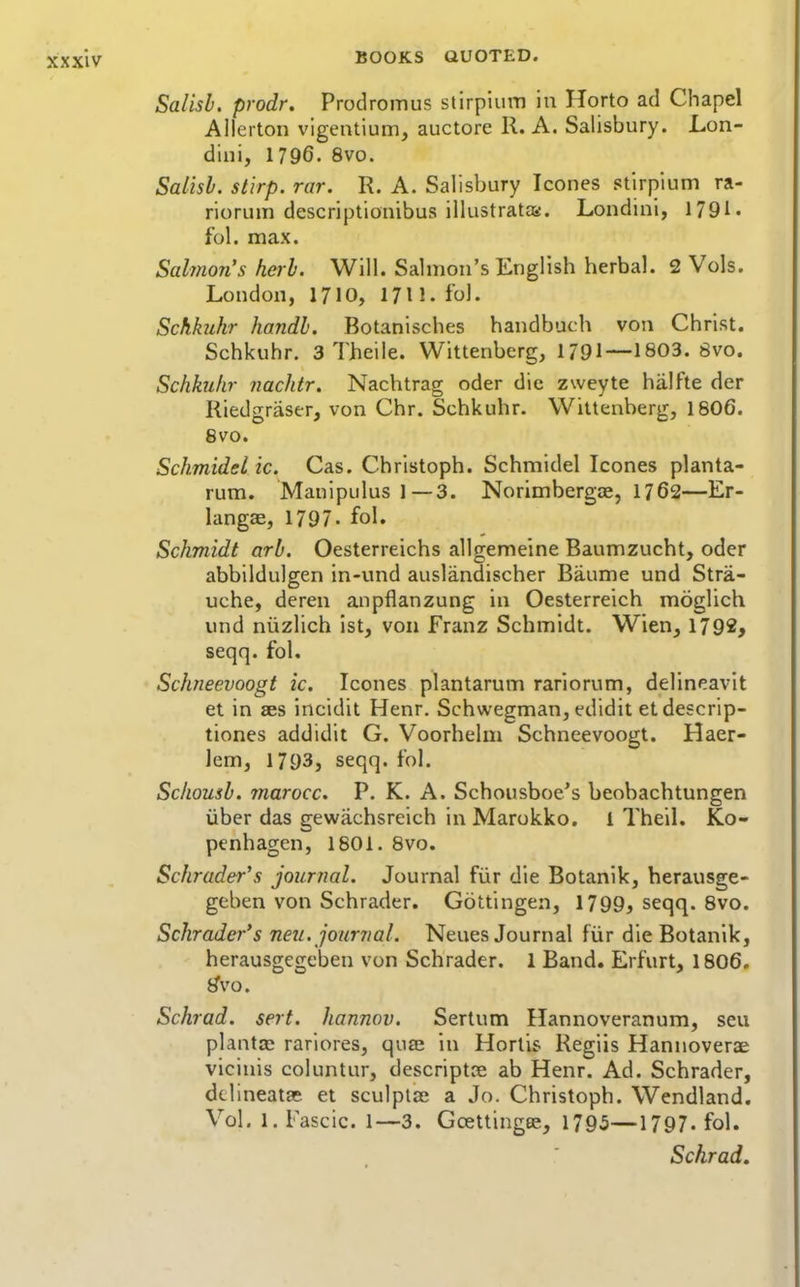 xxxiv
BOOKS QUOTED.
Salisb. prodr. Prodromus stirpium in Horto ad Chapel
Allerton vigentium, auctore R. A. Salisbury. Lon-
dini, 1796. 8vo.
Salisb. stirp. rar. R. A. Salisbury Icones stirpium ra-
riorum descriptionibus illustratæ. Londini, 1791.
fol. max.
Salmon's herb. Will. Salmon's English herbal. 2 Vols.
London, 1710, 1711. fol.
Schkuhr handb. Botanisches handbuch von Christ.
Schkuhr. 3 Theile. Wittenberg, 1791—1803. 8vo.
Schkuhr nachtr. Nachtrag oder die zweyte hälfte der
Riedgräser, von Chr. Schkuhr. Wittenberg, 1806.
8vo.
Schmidel ic. Cas. Christoph. Schmidel Icones planta-
rum. Manipulus 1—3. Norimbergæ, 1762—Er-
langæ, 1797. fol.
Schmidt arb. Oesterreichs allgemeine Baumzucht, oder
abbildulgen in-und ausländischer Bäume und Strä-
uche, deren anpflanzung in Oesterreich möglich
und nüzlich ist, von Franz Schmidt. Wien, 1792,
seqq. fol.
Schneevoogt ic. Icones plantarum rariorum, delineavit
et in æs incidit Henr. Schwegman, edidit et descrip-
tiones addidit G. Voorhelm Schneevoogt. Haer-
lem, 1793, seqq. fol.
Schousb. marocc. P. K. A. Schousboe's beobachtungen
über das gewächsreich in Marokko. 1 Theil. Ko-
penhagen, 1801. 8vo.
Schrader's journal. Journal für die Botanik, herausge-
geben von Schrader. Göttingen, 1799, seqq. 8vo.
Schrader's neu. journal. Neues Journal für die Botanik,
herausgegeben von Schrader. 1 Band. Erfurt, 1806.
8vo.
Schrad. sert. hannov. Sertum Hannoveranum, seu
plantæ rariores, quæ in Hortis Regiis Hannoveræ
vicinis coluntur, descriptæ ab Henr. Ad. Schrader,
delineatæ et sculptæ a Jo. Christoph. Wendland.
Vol. 1. Fascic. 1—3. Gœttingæ, 1795—1797. fol.
Schrad.